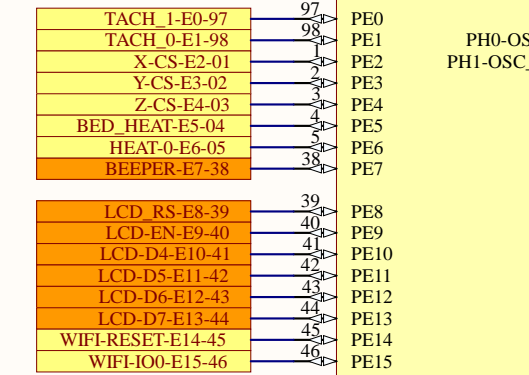 TACH_1-E0-97 97 PE0
TACH_0-E1-98 98 PE1 PH0-OS
X-CS-E2-01 1 PE2 PH1-OSC_
Y-CS-E3-02 2 PE3
Z-CS-E4-03 3 PE4
BED_HEAT-E5-04 4 PE5
HEAT-0-E6-05 5 PE6
BEEPER-E7-38 38 PE7
LCD_RS-E8-39 39 PE8
LCD-EN-E9-40 40 PE9
LCD-D4-E10-41 41 PE10
LCD-D5-E11-42 42 PE11
LCD-D6-E12-43 43 PE12
LCD-D7-E13-44 44 PE13
WIFI-RESET-E14-45 45 PE14
WIFI-IO0-E15-46 46 PE15